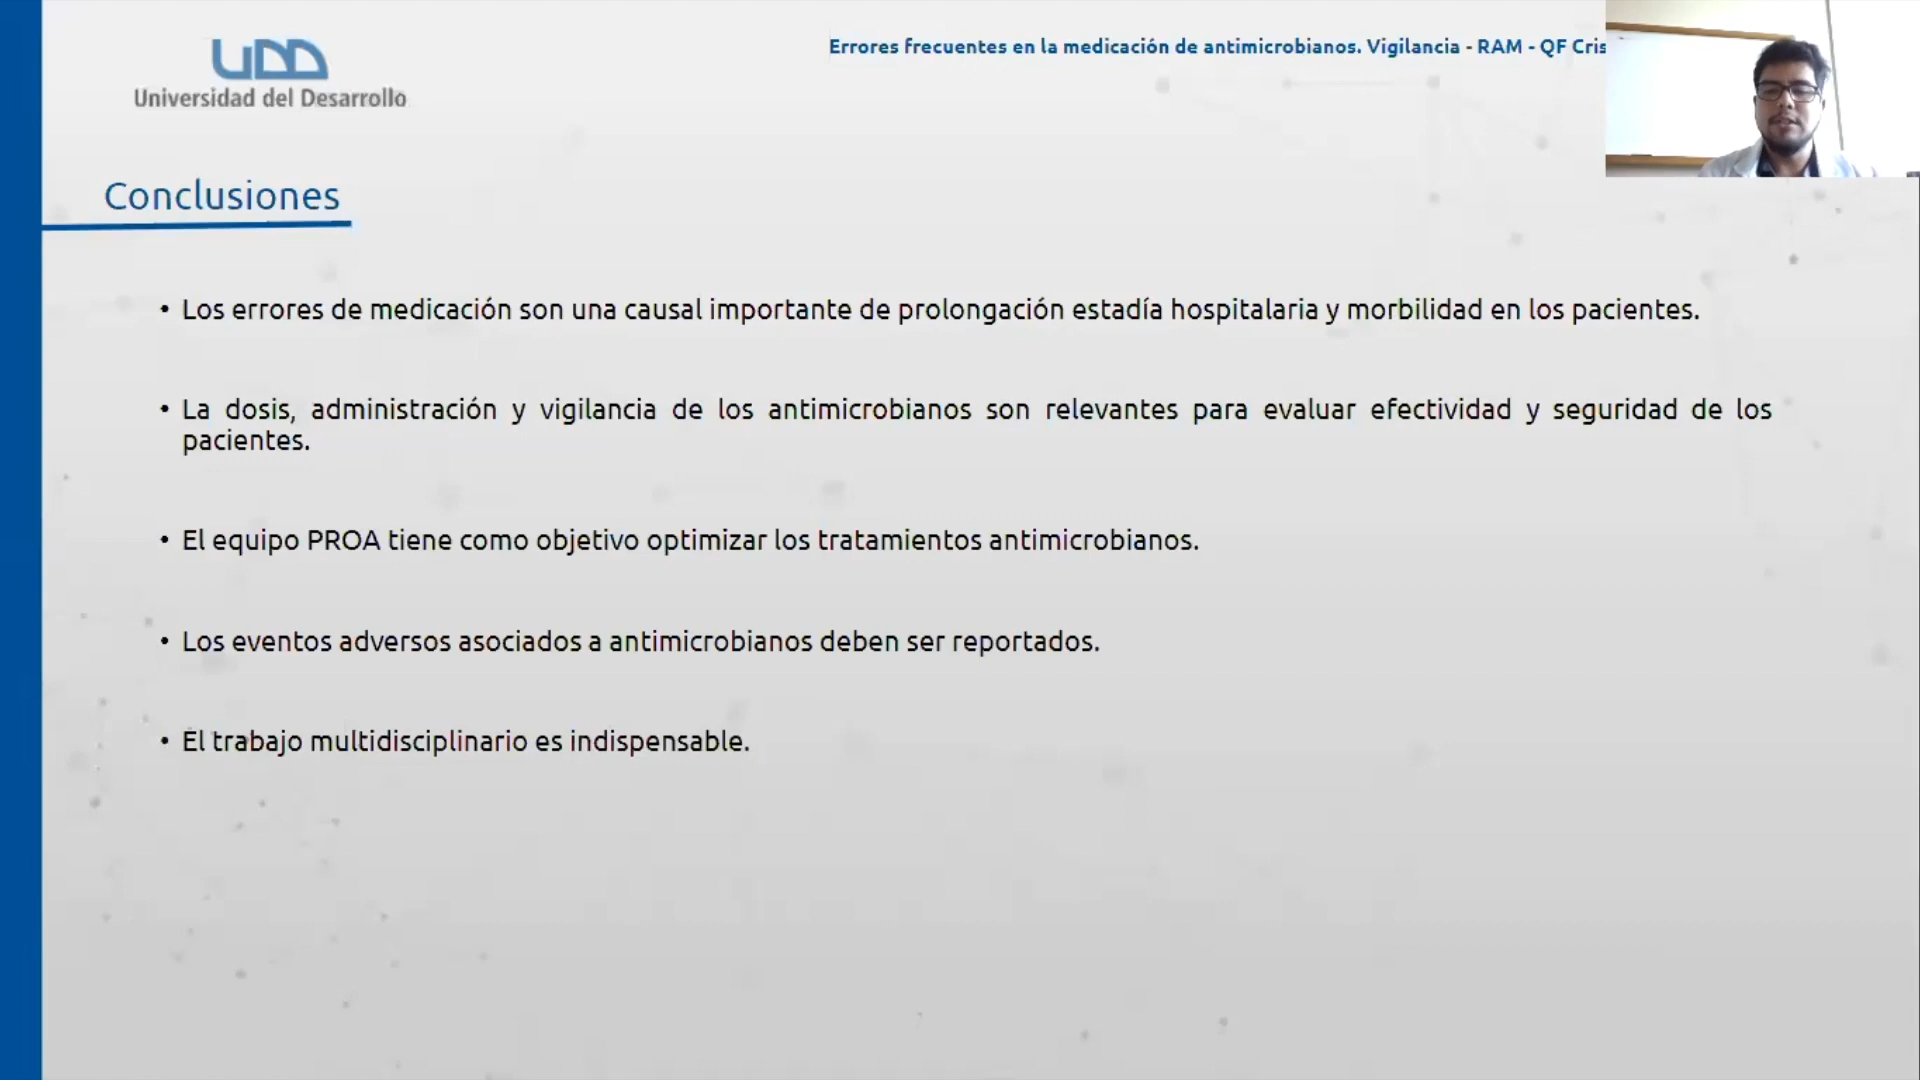 UDD
Universidad del Desarrollo
Errores frecuentes en la medicación de antimicrobianos. Vigilancia - RAM - QF Cris
Conclusiones
• Los errores de medicación son una causal importante de prolongación estadía hospitalaria y morbilidad en los pacientes.
• La dosis, administración y vigilancia de los antimicrobianos son relevantes para evaluar efectividad y seguridad de los
pacientes.
• El equipo PROA tiene como objetivo optimizar los tratamientos antimicrobianos.
• Los eventos adversos asociados a antimicrobianos deben ser reportados.
• El trabajo multidisciplinario es indispensable.